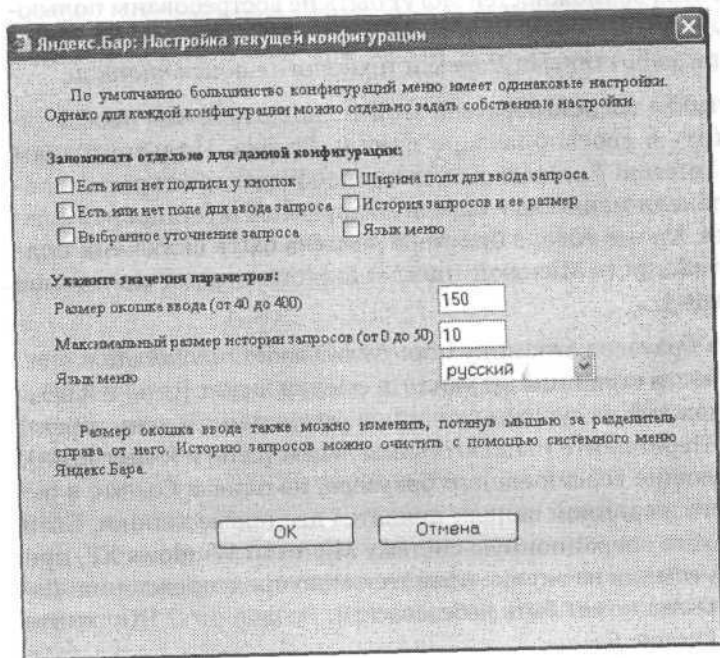 Яндекс.Бар: Настройка текущей конфигурации
По умолчанию большинство конфигураций меню имеет одинаковые настройки.
Однако для каждой конфигурации можно отдельно задать собственные настройки.
Запоминать отдельно для данной конфигурации:
Есть или нет подписи у кнопок
Ширина поля для ввода запроса
Есть или нет поле для ввода запроса
История запросов и ее размер
Выбранное уточнение запроса
Язык меню
Укажите значения параметров:
Размер окошка ввода (от 40 до 400) 150
Максимальный размер истории запросов (от 0 до 50) 10
Язык меню русский
Размер окошка ввода также можно изменить, потянув мышью за разделитель
справа от него. Историю запросов можно очистить с помощью системного меню
Яндекс.Бара.
OK
Отмена